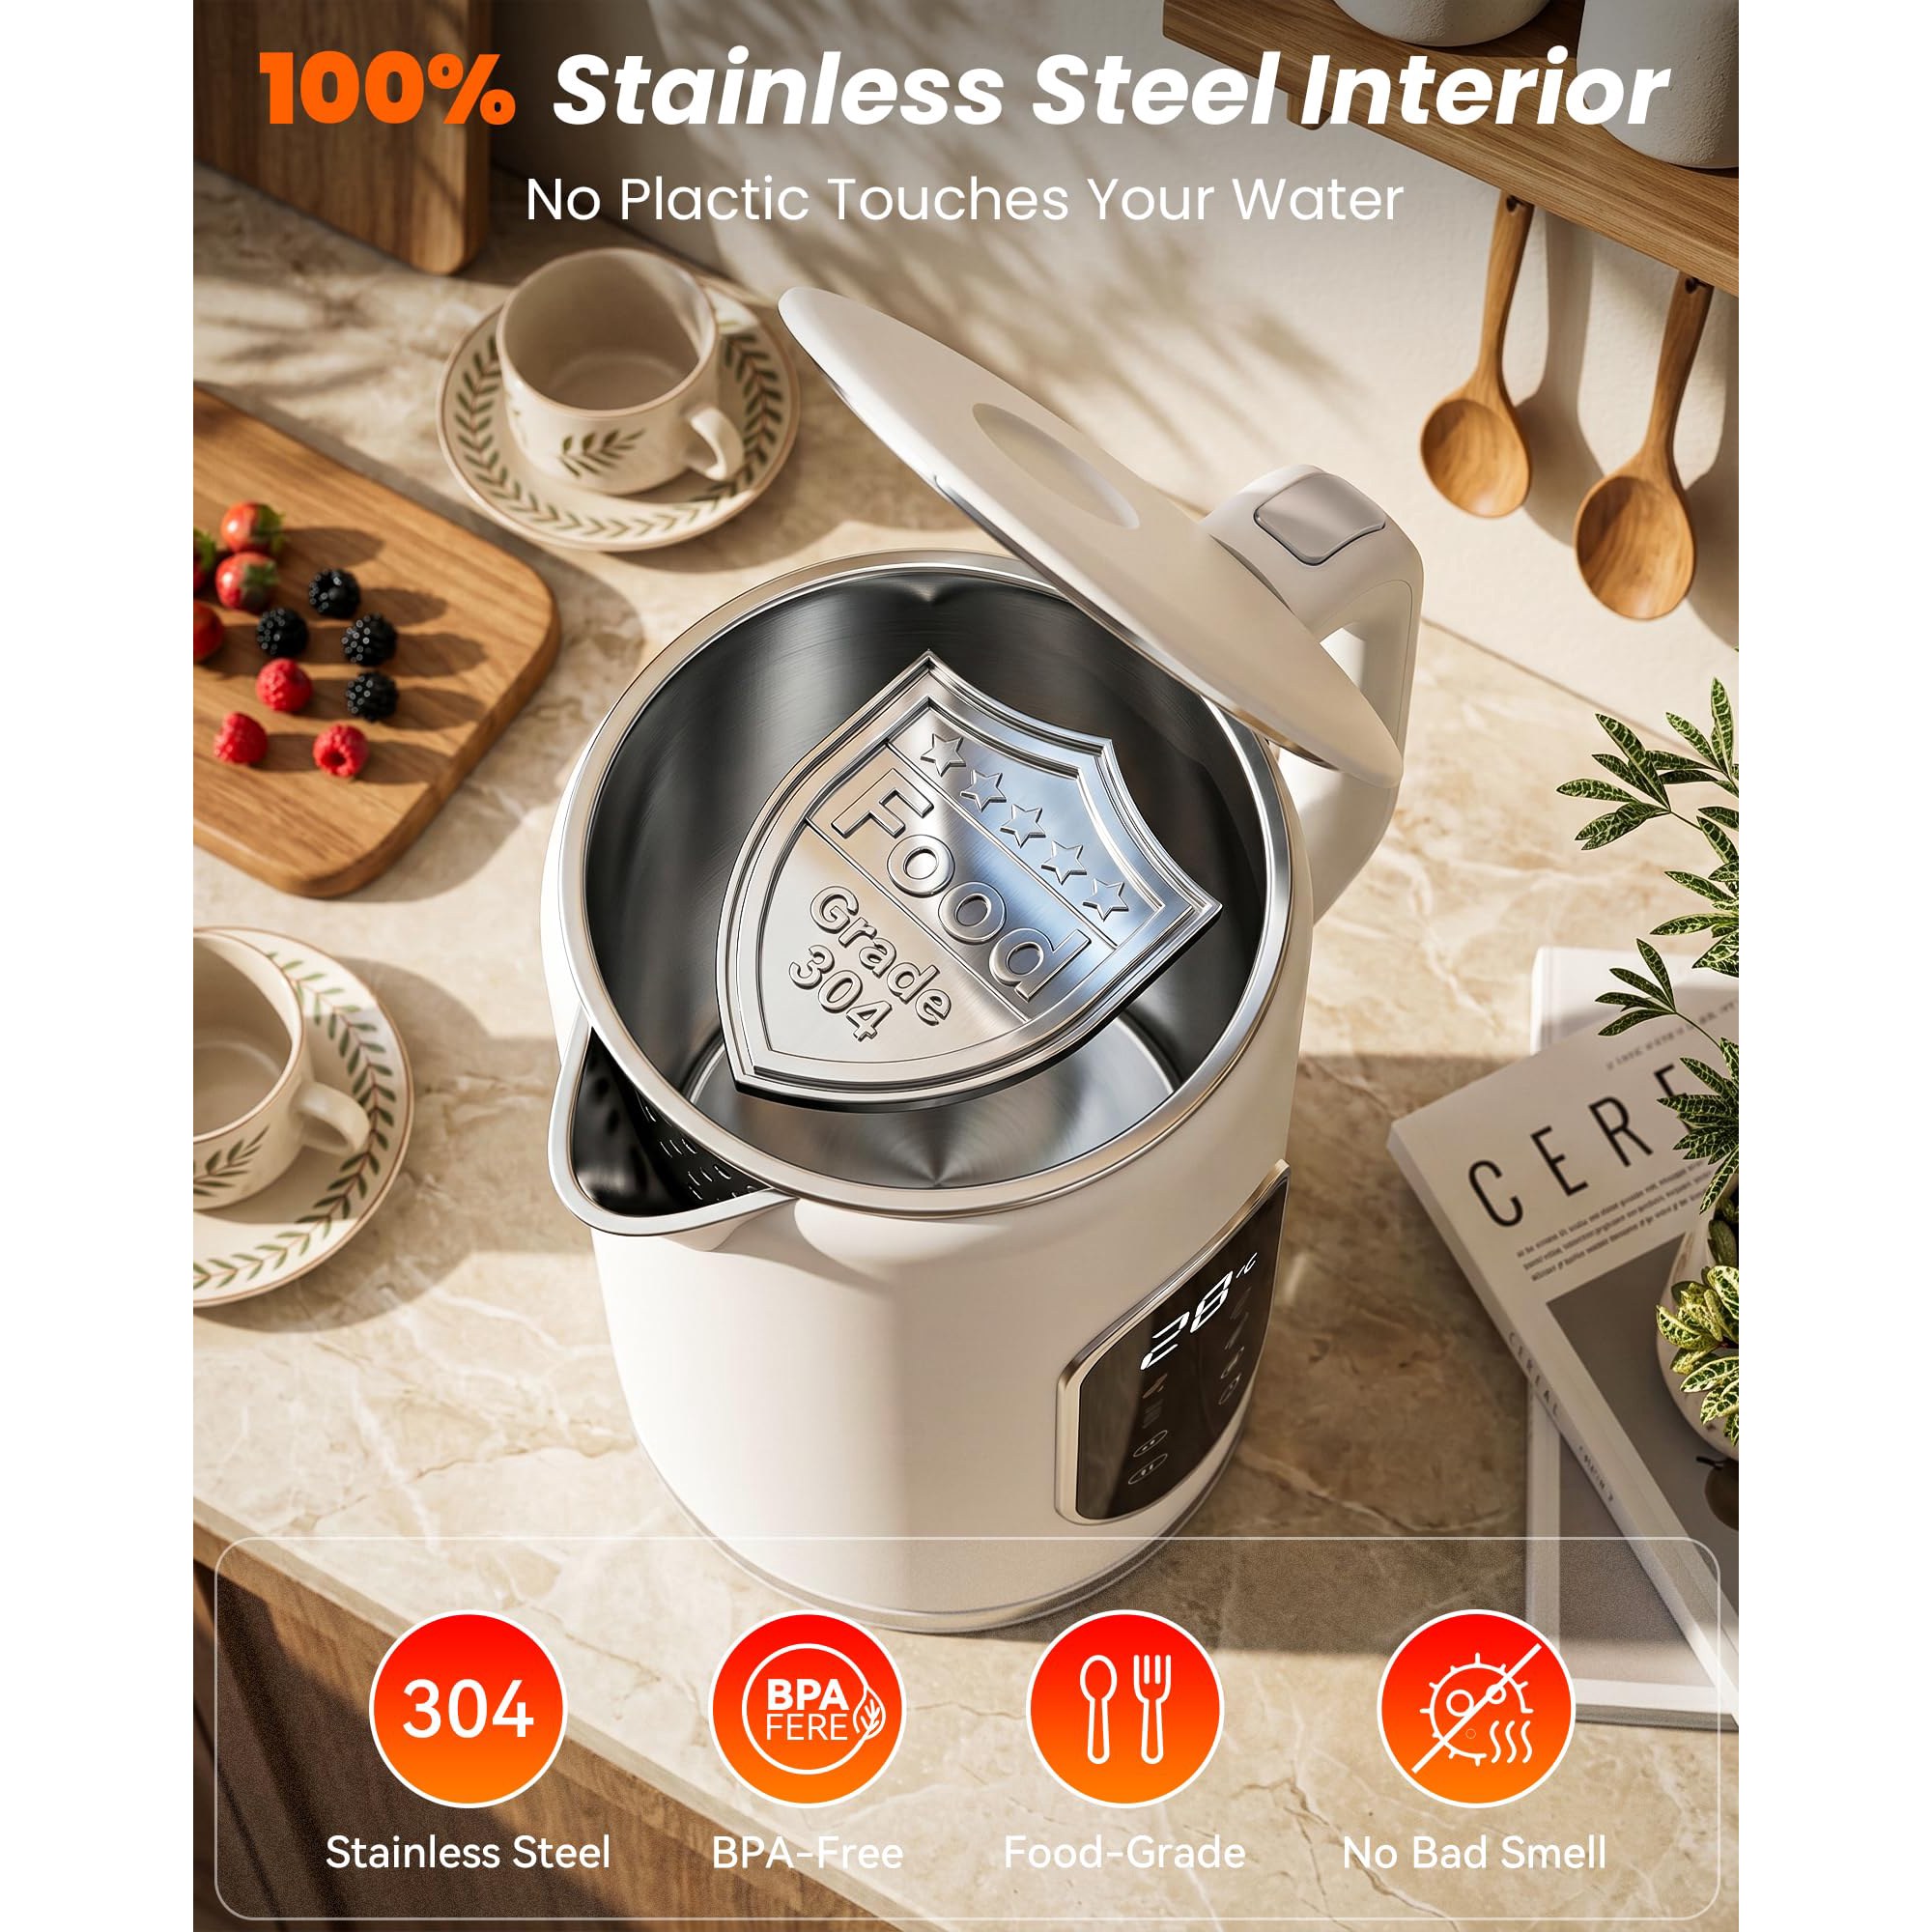 100% Stainless Steel Interior
No Plactic Touches Your Water
Food
Grade
304
CERE
28°C
304
BPA
FERE
Stainless Steel
BPA-Free
Food-Grade
No Bad Smell